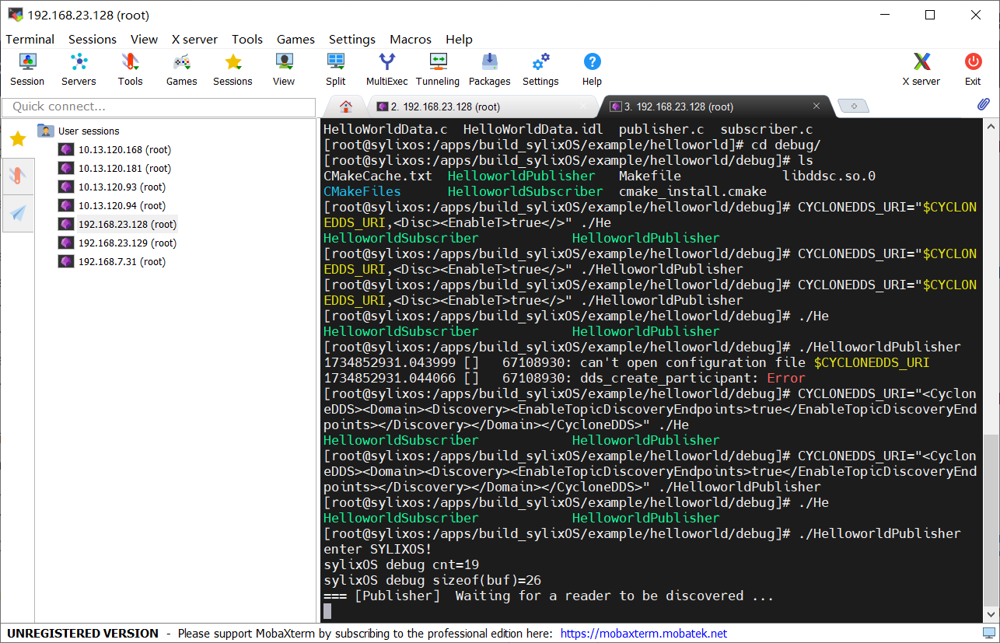 192.168.23.128 (root)
Terminal Sessions View X server Tools Games Settings Macros Help
Session Servers Tools Games Sessions View Split MultiExec Tunneling Packages Settings Help X server Exit
Quick connect...
2. 192.168.23.128 (root)
3. 192.168.23.128 (root)
User sessions
10.13.120.168 (root)
10.13.120.181 (root)
10.13.120.93 (root)
10.13.120.94 (root)
192.168.23.128 (root)
192.168.23.129 (root)
192.168.7.31 (root)
HelloWorldData.c HelloWorldData.idl publisher.c subscriber.c
[root@sylixos:/apps/build_sylixOS/example/helloworld]# cd debug/
[root@sylixos:/apps/build_sylixOS/example/helloworld/debug]# ls
CMakeCache.txt HelloworldPublisher Makefile libddsc.so.0
CMakeFiles HelloworldSubscriber cmake_install.cmake
[root@sylixos:/apps/build_sylixOS/example/helloworld/debug]# CYCLONEDDS_URI="$CYCLON
EDDS_URI,<Disc><EnableT>true</>" ./He
HelloworldSubscriber HelloworldPublisher
[root@sylixos:/apps/build_sylixOS/example/helloworld/debug]# CYCLONEDDS_URI="$CYCLON
EDDS_URI,<Disc><EnableT>true</>" ./HelloworldPublisher
[root@sylixos:/apps/build_sylixOS/example/helloworld/debug]# CYCLONEDDS_URI="$CYCLON
EDDS_URI,<Disc><EnableT>true</>" ./HelloworldPublisher
[root@sylixos:/apps/build_sylixOS/example/helloworld/debug]# ./He
HelloworldSubscriber HelloworldPublisher
[root@sylixos:/apps/build_sylixOS/example/helloworld/debug]# ./HelloworldPublisher
1734852931.043999 [] 67108930: can't open configuration file $CYCLONEDDS_URI
1734852931.044066 [] 67108930: dds_create_participant: Error
[root@sylixos:/apps/build_sylixOS/example/helloworld/debug]# CYCLONEDDS_URI="<Cyclon
eDDS><Domain><Discovery><EnableTopicDiscoveryEndpoints>true</EnableTopicDiscoveryEnd
points></Discovery></Domain></CycloneDDS>" ./He
HelloworldSubscriber HelloworldPublisher
[root@sylixos:/apps/build_sylixOS/example/helloworld/debug]# CYCLONEDDS_URI="<Cyclon
eDDS><Domain><Discovery><EnableTopicDiscoveryEndpoints>true</EnableTopicDiscoveryEnd
points></Discovery></Domain></CycloneDDS>" ./HelloworldPublisher
[root@sylixos:/apps/build_sylixOS/example/helloworld/debug]# ./He
HelloworldSubscriber HelloworldPublisher
[root@sylixos:/apps/build_sylixOS/example/helloworld/debug]# ./HelloworldPublisher
enter SYLIXOS!
sylixOS debug cnt=19
sylixOS debug sizeof(buf)=26
=== [Publisher] Waiting for a reader to be discovered ...
UNREGISTERED VERSION - Please support MobaXterm by subscribing to the professional edition here: https://mobaxterm.mobatek.net